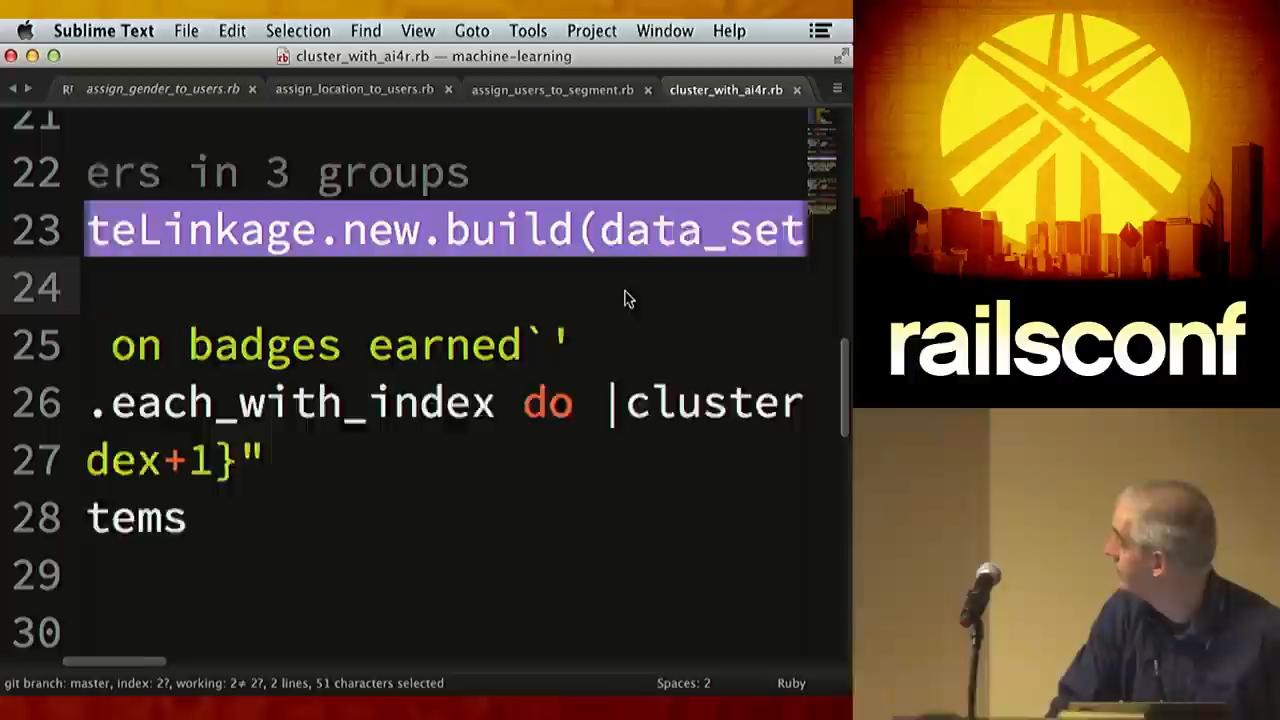 Sublime Text File Edit Selection Find View Goto Tools Project Window Help
cluster_with_ai4r.rb — machine-learning
assign_gender_to_users.rb × assign_location_to_users.rb × assign_users_to_segment.rb × cluster_with_ai4r.rb ×
21
22 ers in 3 groups
23 teLinkage.new.build(data_set
24
25 on badges earned`'
26 .each_with_index do |cluster
27 dex+1}"
28 tems
29
30
git branch: master, index: 2?, working: 2≠ 2?, 2 lines, 51 characters selected Spaces: 2 Ruby
railsconf